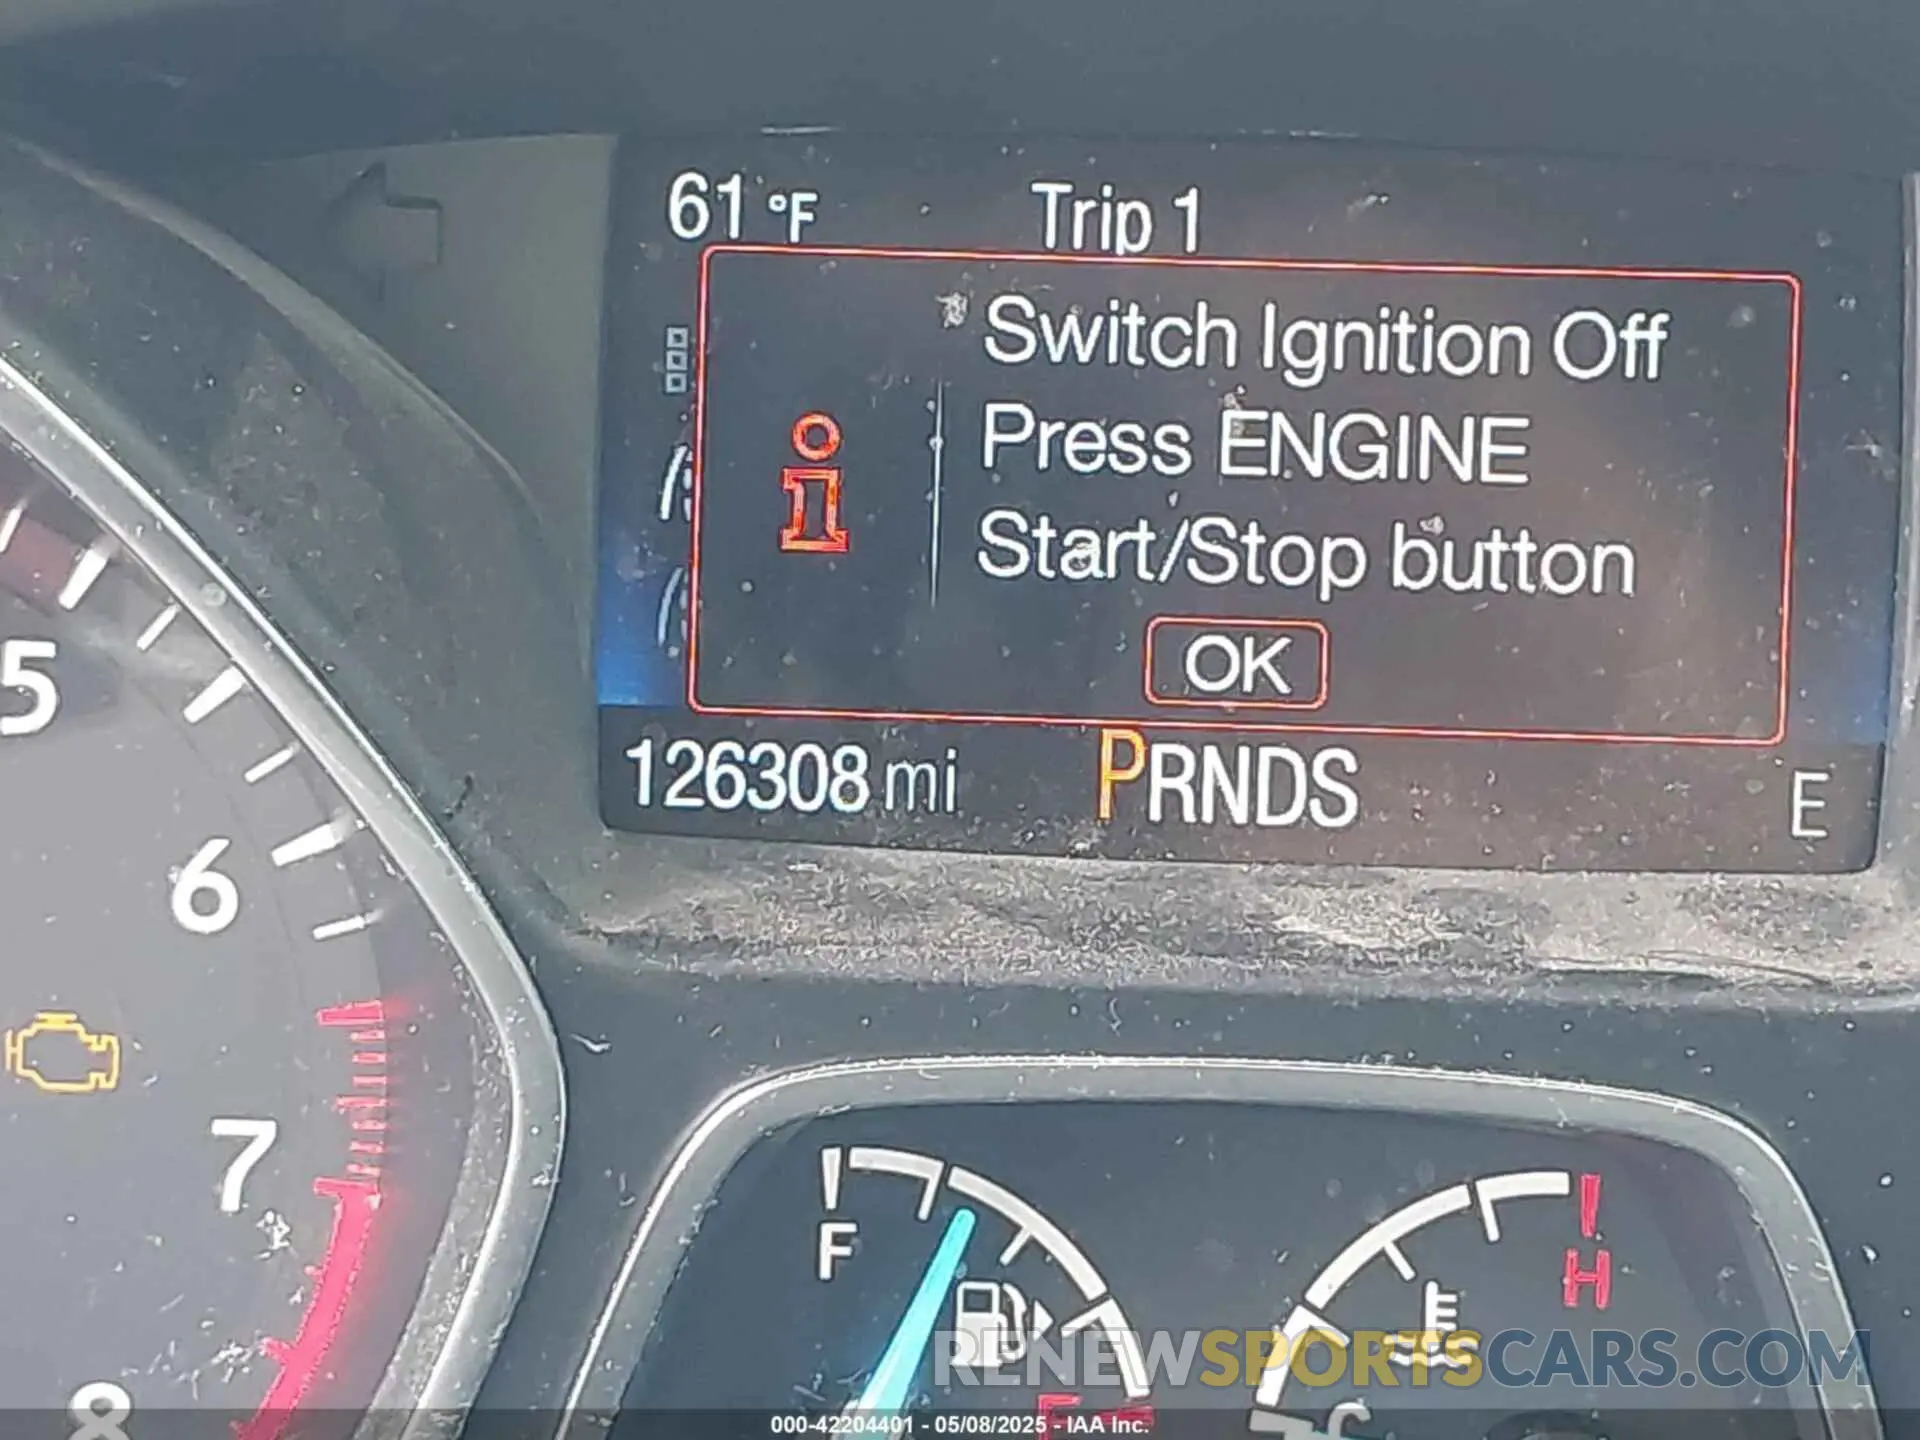 61 °F Trip 1
Switch Ignition Off
Press ENGINE
Start/Stop button
OK
126308 mi PRNDS E
5
6
7
8
F
H
RENEWSPORTSCARS.COM
000-42204401 - 05/08/2025 - IAA Inc.